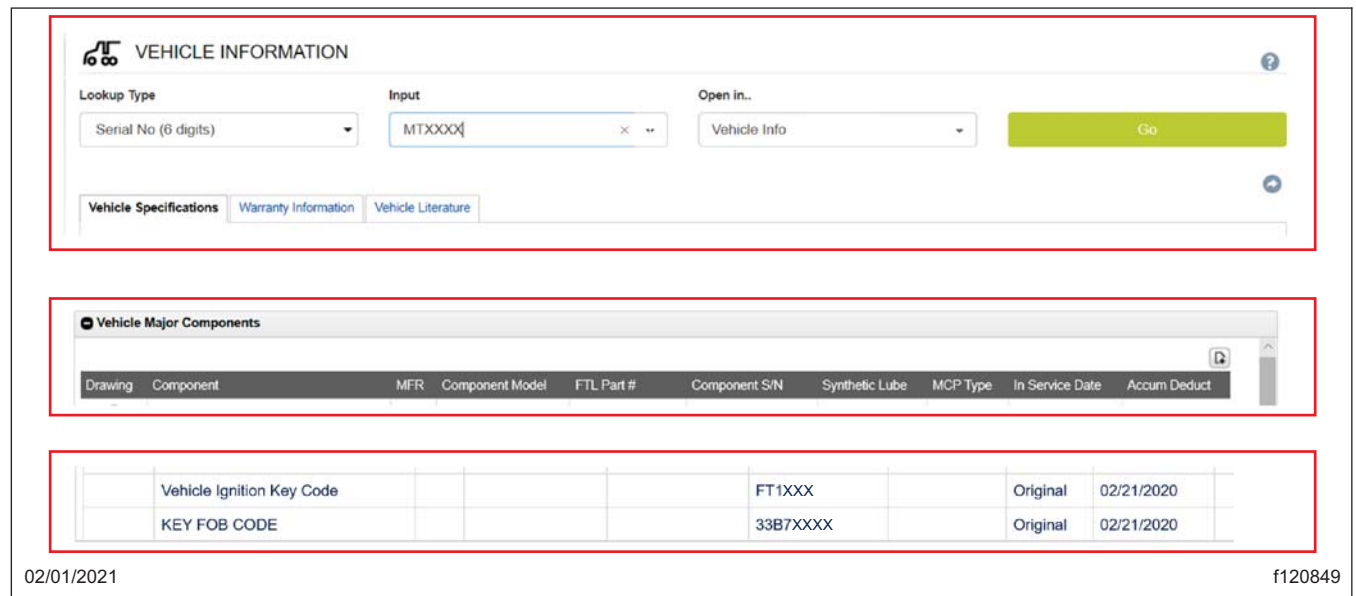 VEHICLE INFORMATION
Lookup Type Input Open in..
Serial No (6 digits) MTXXXX Vehicle Info Go
Vehicle Specifications Warranty Information Vehicle Literature
Vehicle Major Components
Drawing Component MFR Component Model FTL Part # Component S/N Synthetic Lube MCP Type In Service Date Accum Deduct
Vehicle Ignition Key Code FT1XXX Original 02/21/2020
KEY FOB CODE 33B7XXXX Original 02/21/2020
02/01/2021 f120849